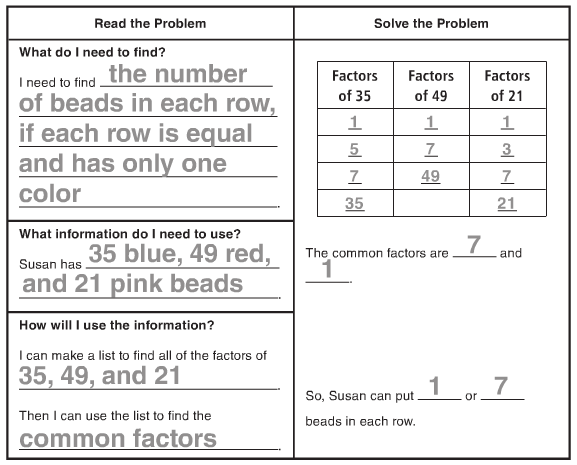 Read the Problem
What do I need to find?
I need to find the number
of beads in each row,
if each row is equal
and has only one
color.
What information do I need to use?
Susan has 35 blue, 49 red,
and 21 pink beads.
How will I use the information?
I can make a list to find all of the factors of
35, 49, and 21.
Then I can use the list to find the
common factors.
Solve the Problem
Factors of 35 Factors of 49 Factors of 21
1 1 1
5 7 3
7 49 7
35 21
The common factors are 7 and
1.
So, Susan can put 1 or 7
beads in each row.